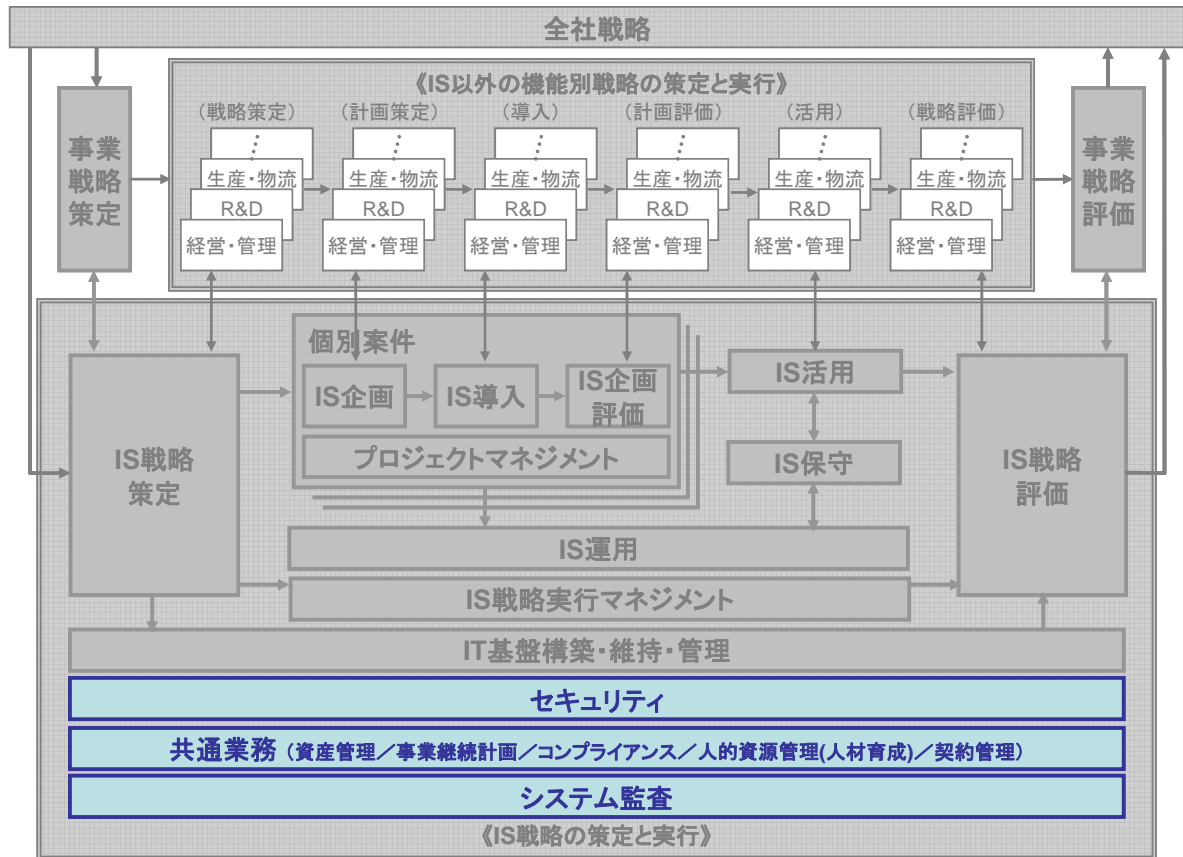 全社戦略
《IS以外の機能別戦略の策定と実行》
(戦略策定)
(計画策定)
(導入)
(計画評価)
(活用)
(戦略評価)
事業
戦略
策定
⋮
生産・物流
R&D
経営・管理
⋮
生産・物流
R&D
経営・管理
⋮
生産・物流
R&D
経営・管理
⋮
生産・物流
R&D
経営・管理
⋮
生産・物流
R&D
経営・管理
⋮
生産・物流
R&D
経営・管理
事業
戦略
評価
IS戦略
策定
個別案件
IS企画
IS導入
IS企画
評価
プロジェクトマネジメント
IS活用
IS保守
IS戦略
評価
IS運用
IS戦略実行マネジメント
IT基盤構築・維持・管理
セキュリティ
共通業務(資産管理/事業継続計画/コンプライアンス/人的資源管理(人材育成)/契約管理)
システム監査
《IS戦略の策定と実行》